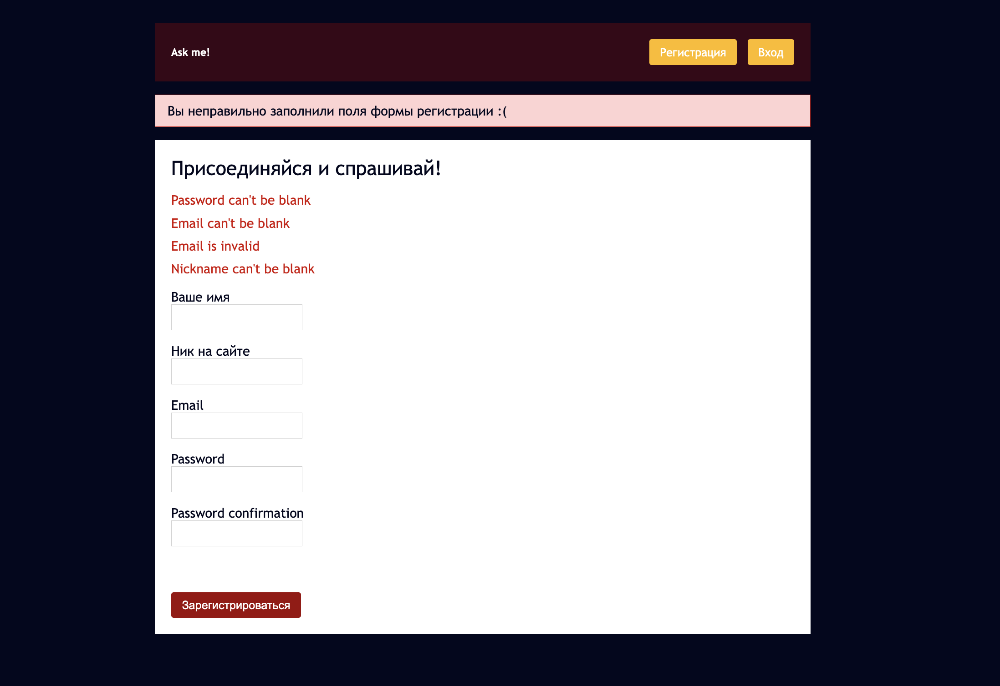 Ask me!
Регистрация
Вход
Вы неправильно заполнили поля формы регистрации :(
Присоединяйся и спрашивай!
Password can't be blank
Email can't be blank
Email is invalid
Nickname can't be blank
Ваше имя
Ник на сайте
Email
Password
Password confirmation
Зарегистрироваться